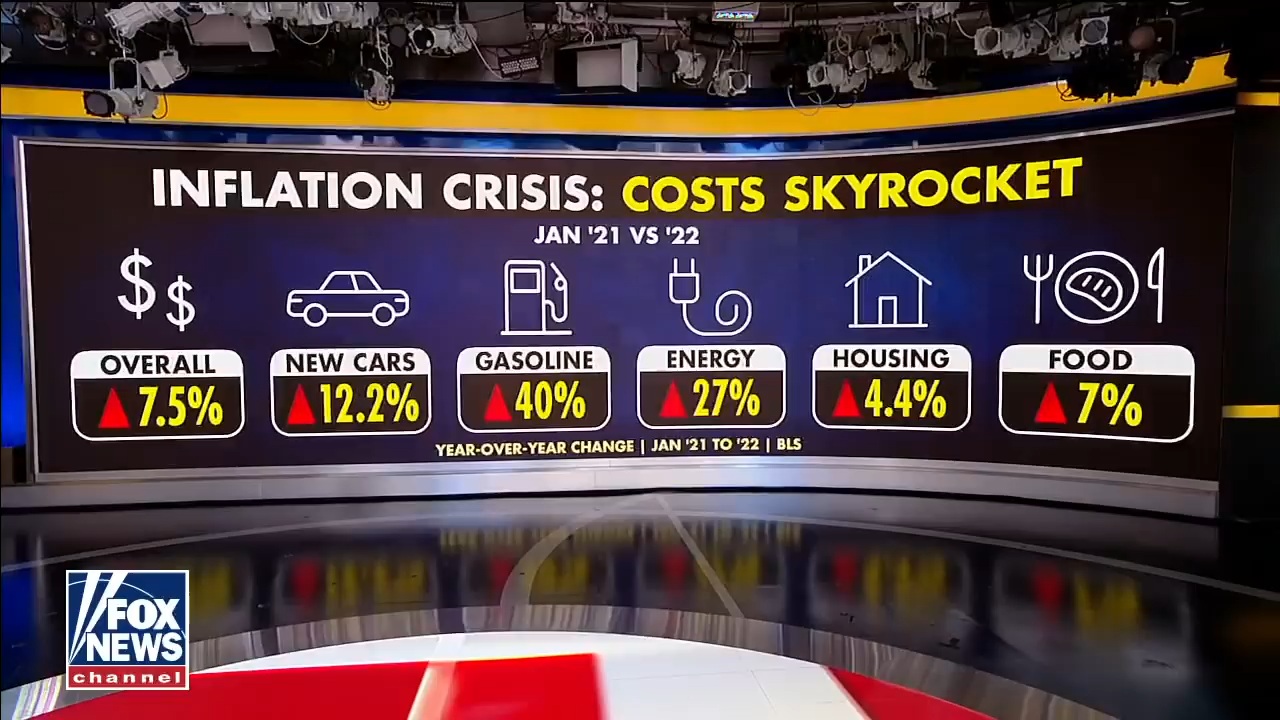 INFLATION CRISIS: COSTS SKYROCKET
JAN '21 VS '22
$ $
OVERALL
7.5%
NEW CARS
12.2%
GASOLINE
40%
ENERGY
27%
HOUSING
4.4%
FOOD
7%
YEAR-OVER-YEAR CHANGE | JAN '21 TO '22 | BLS
FOX
NEWS
channel